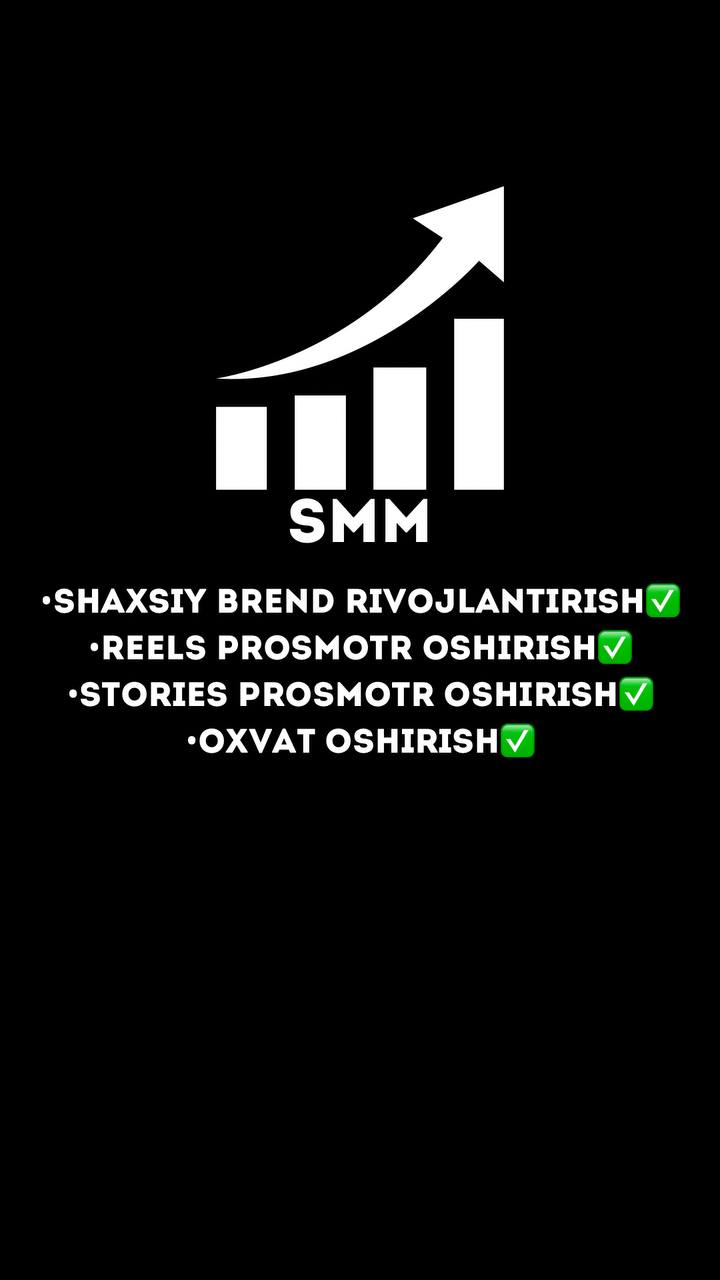 SMM
•SHAXSIY BREND RIVOJLANTIRISH✅
•REELS PROSMOTR OSHIRISH✅
•STORIES PROSMOTR OSHIRISH✅
•OXVAT OSHIRISH✅